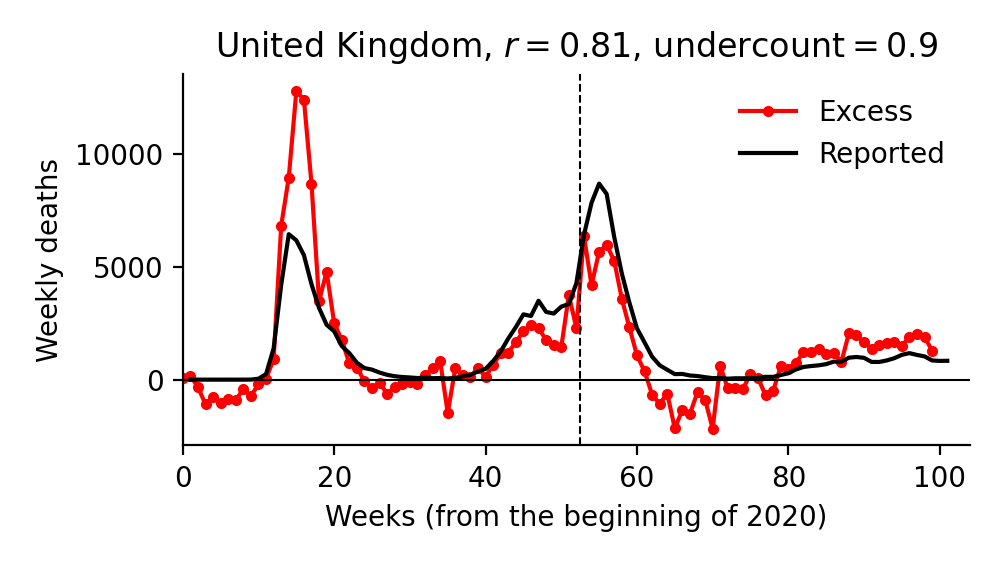 United Kingdom, r = 0.81, undercount = 0.9
Excess
Reported
Weekly deaths
10000
5000
0
0 20 40 60 80 100
Weeks (from the beginning of 2020)